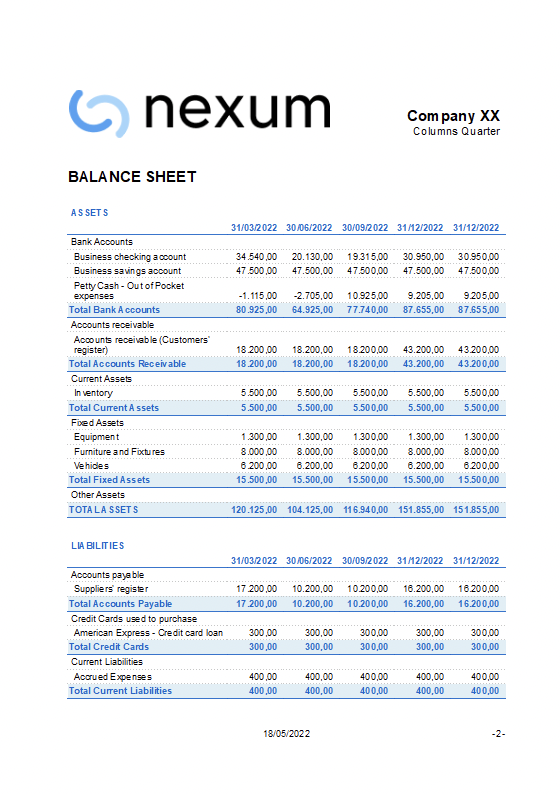 nexum
Company XX
Columns Quarter
BALANCE SHEET
ASSETS
31/03/2022 30/06/2022 30/09/2022 31/12/2022 31/12/2022
Bank Accounts
Business checking account 34.540,00 20.130,00 19.315,00 30.950,00 30.950,00
Business savings account 47.500,00 47.500,00 47.500,00 47.500,00 47.500,00
Petty Cash - Out of Pocket
expenses -1.115,00 -2.705,00 10.925,00 9.205,00 9.205,00
Total Bank Accounts 80.925,00 64.925,00 77.740,00 87.655,00 87.655,00
Accounts receivable
Accounts receivable (Customers'
register) 18.200,00 18.200,00 18.200,00 43.200,00 43.200,00
Total Accounts Receivable 18.200,00 18.200,00 18.200,00 43.200,00 43.200,00
Current Assets
Inventory 5.500,00 5.500,00 5.500,00 5.500,00 5.500,00
Total Current Assets 5.500,00 5.500,00 5.500,00 5.500,00 5.500,00
Fixed Assets
Equipment 1.300,00 1.300,00 1.300,00 1.300,00 1.300,00
Furniture and Fixtures 8.000,00 8.000,00 8.000,00 8.000,00 8.000,00
Vehicles 6.200,00 6.200,00 6.200,00 6.200,00 6.200,00
Total Fixed Assets 15.500,00 15.500,00 15.500,00 15.500,00 15.500,00
Other Assets
TOTAL ASSETS 120.125,00 104.125,00 116.940,00 151.855,00 151.855,00
LIABILITIES
31/03/2022 30/06/2022 30/09/2022 31/12/2022 31/12/2022
Accounts payable
Suppliers' register 17.200,00 10.200,00 10.200,00 16.200,00 16.200,00
Total Accounts Payable 17.200,00 10.200,00 10.200,00 16.200,00 16.200,00
Credit Cards used to purchase
American Express - Credit card loan 300,00 300,00 300,00 300,00 300,00
Total Credit Cards 300,00 300,00 300,00 300,00 300,00
Current Liabilities
Accrued Expenses 400,00 400,00 400,00 400,00 400,00
Total Current Liabilities 400,00 400,00 400,00 400,00 400,00
18/05/2022 -2-